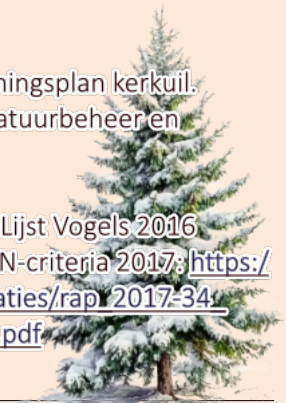 ningsplan kerkuil.
atuurbeheer en
Lijst Vogels 2016
N-criteria 2017: https:/
aties/rap_2017-34_
pdf